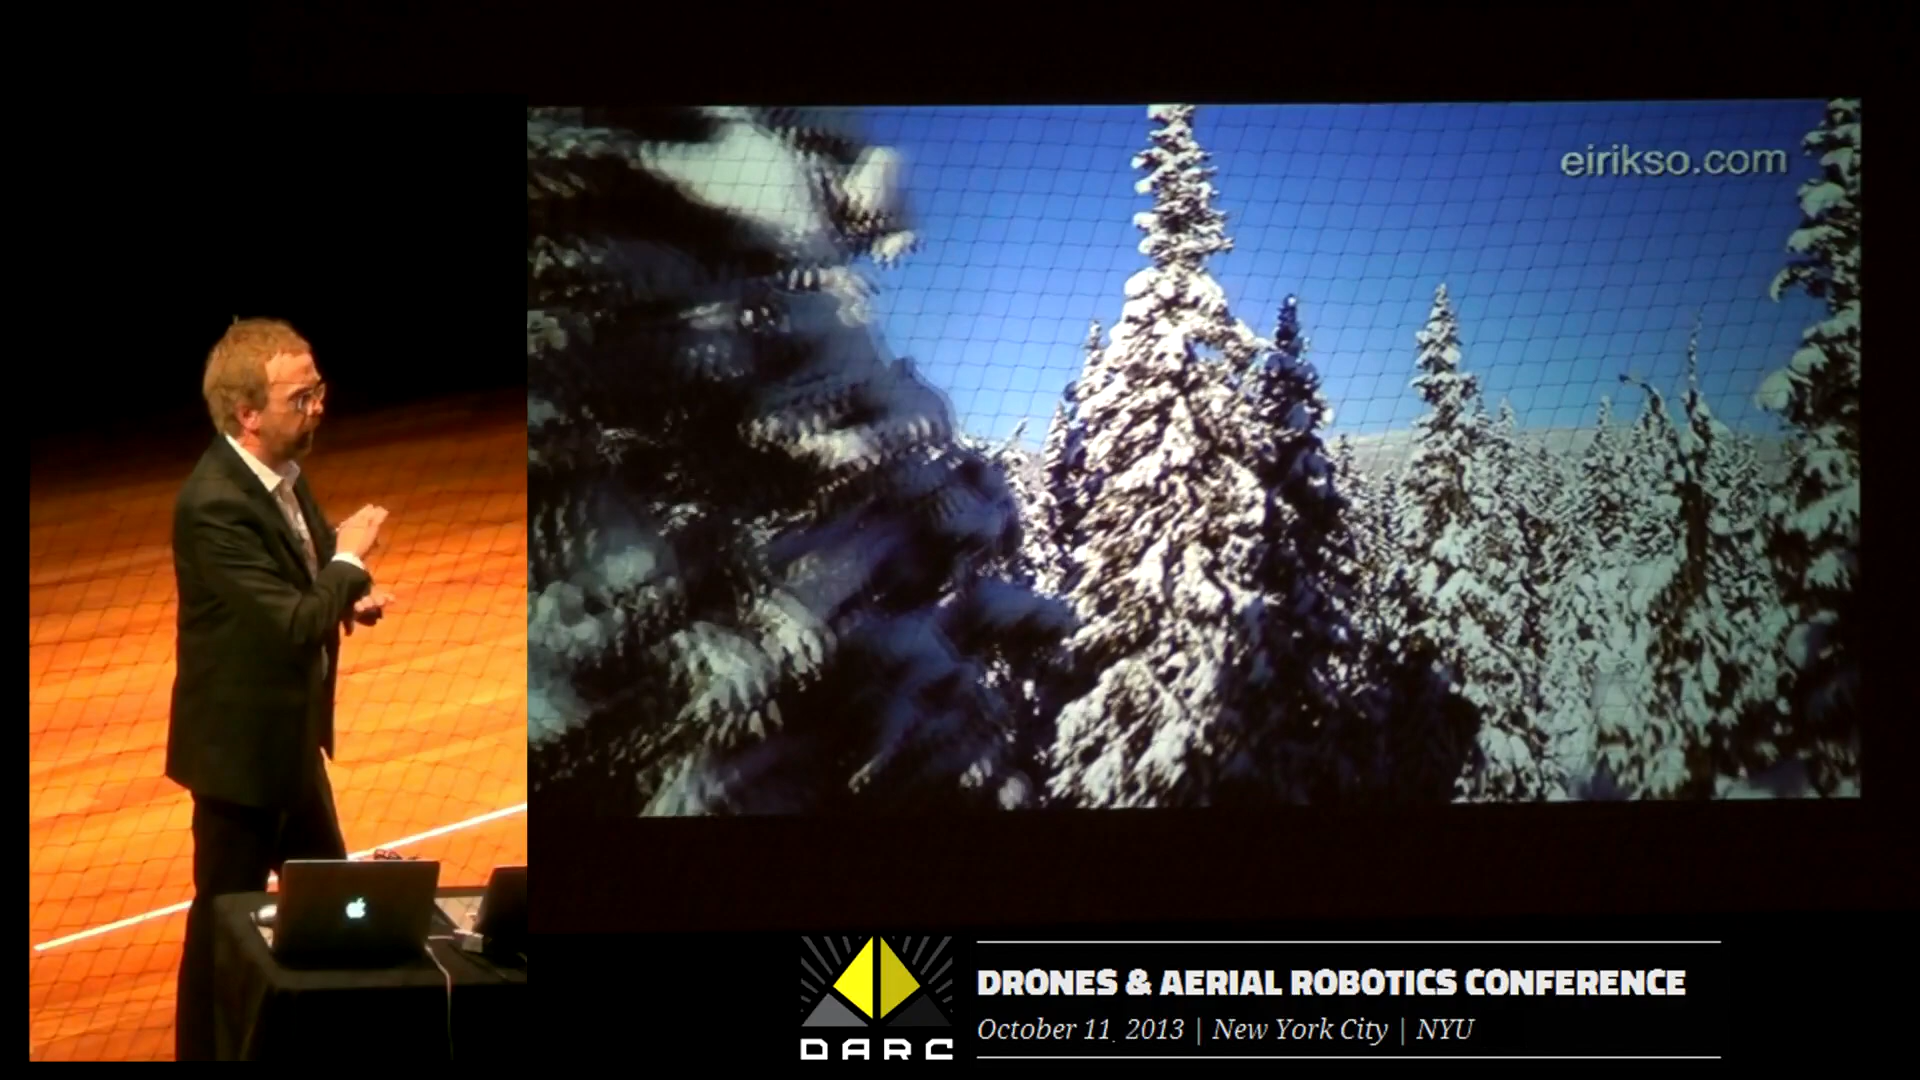 eirikso.com
DRONES & AERIAL ROBOTICS CONFERENCE
October 11, 2013 | New York City | NYU
DARC